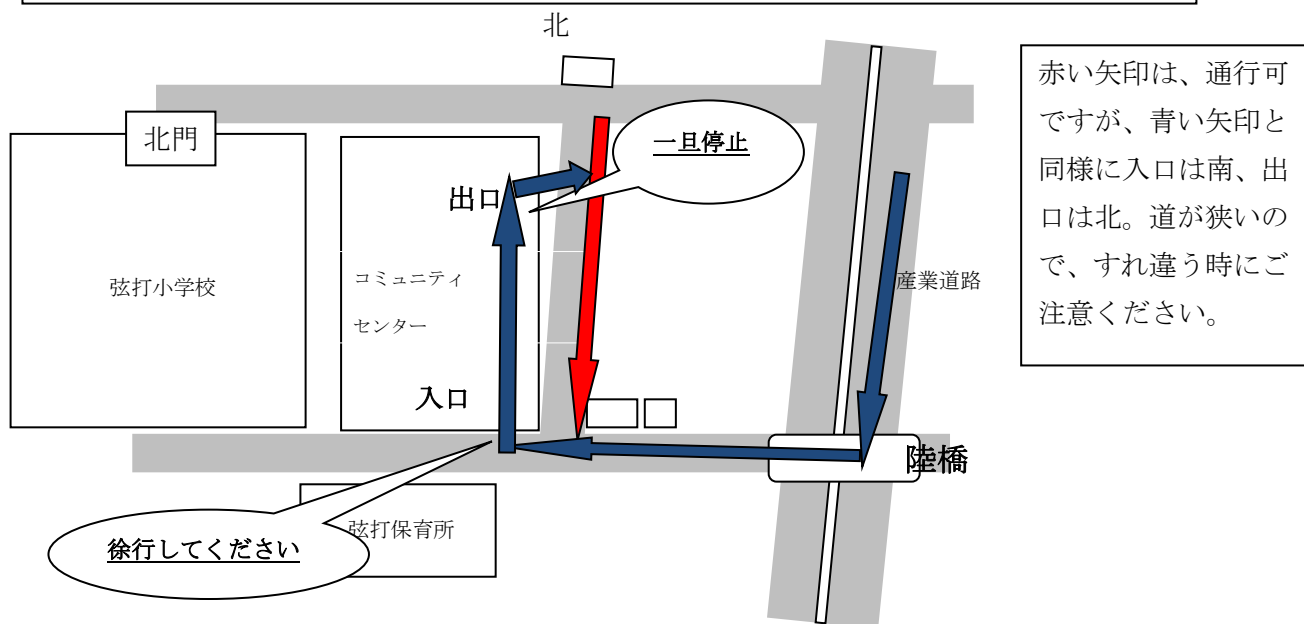 北
赤い矢印は、通行可
ですが、青い矢印と
同様に入口は南、出
口は北。道が狭いの
で、すれ違う時にご
注意ください。
北門
一旦停止
出口
弦打小学校
コミュニティ
センター
産業道路
入口
陸橋
弦打保育所
徐行してください